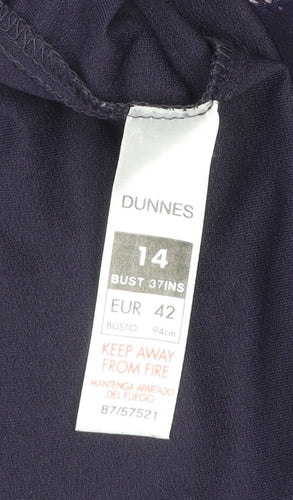 DUNNES
14
BUST 37INS
EUR 42
BUSTO 94cm
KEEP AWAY
FROM FIRE
MANTENGA APARTADO
DEL FUEGO
87/57521